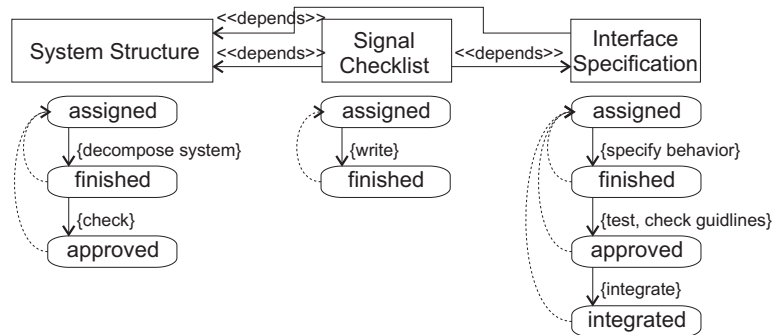 <<depends>>
System Structure
<<depends>>
Signal
Checklist
<<depends>>
Interface
Specification
assigned
{decompose system}
finished
{check}
approved
assigned
{write}
finished
assigned
{specify behavior}
finished
{test, check guidlines}
approved
{integrate}
integrated